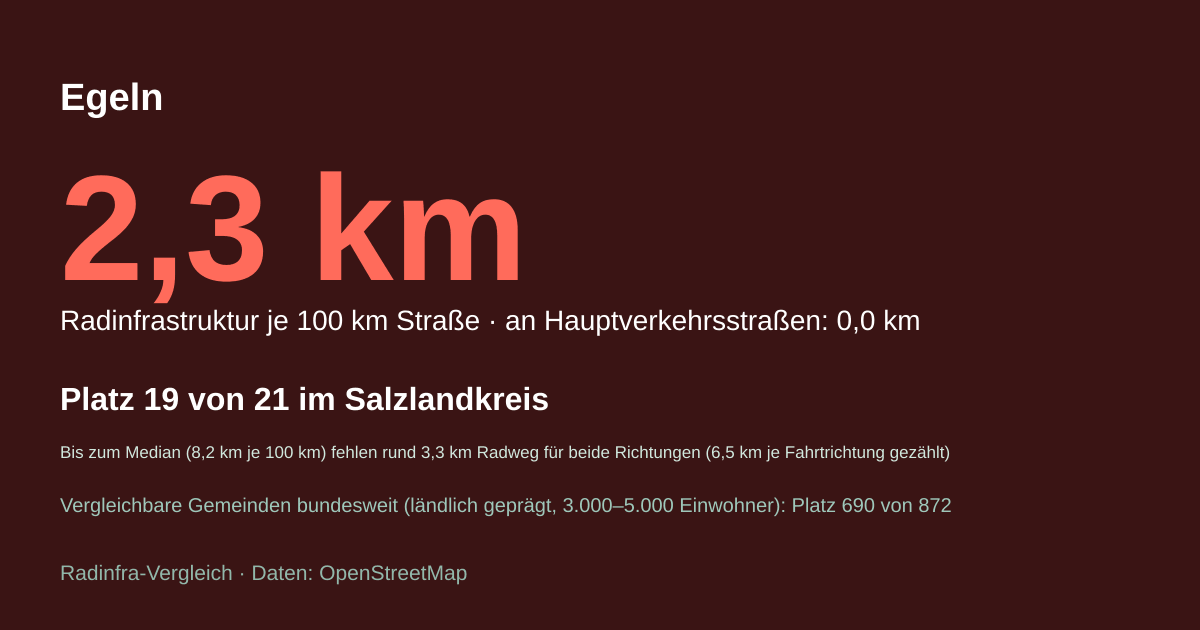 Egeln
2,3 km
Radinfrastruktur je 100 km Straße · an Hauptverkehrsstraßen: 0,0 km
Platz 19 von 21 im Salzlandkreis
Bis zum Median (8,2 km je 100 km) fehlen rund 3,3 km Radweg für beide Richtungen (6,5 km je Fahrtrichtung gezählt)
Vergleichbare Gemeinden bundesweit (ländlich geprägt, 3.000–5.000 Einwohner): Platz 690 von 872
Radinfra-Vergleich · Daten: OpenStreetMap